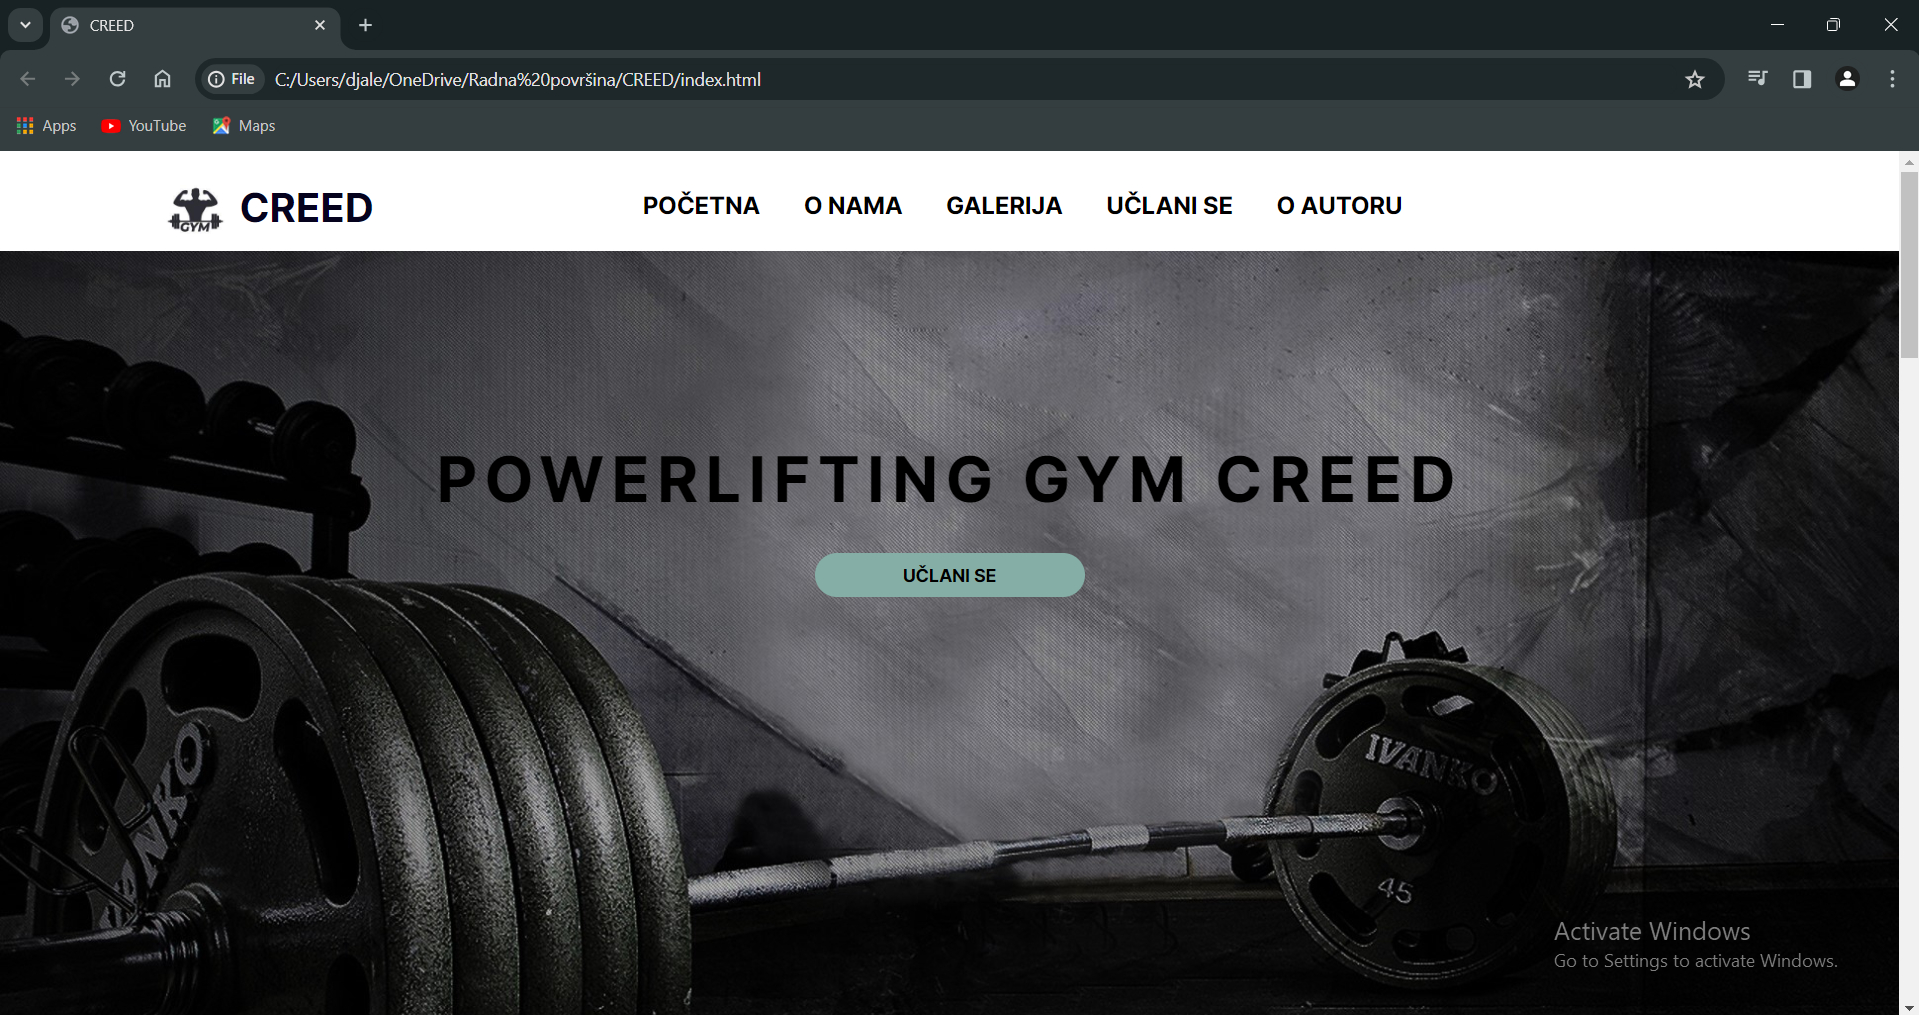 CREED
File C:/Users/djale/OneDrive/Radna%20površina/CREED/index.html
Apps YouTube Maps
GYM CREED POČETNA O NAMA GALERIJA UČLANI SE O AUTORU
POWERLIFTING GYM CREED
UČLANI SE
IVANKO
45
Activate Windows
Go to Settings to activate Windows.